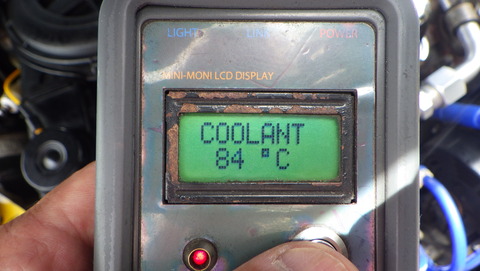 LIGHT LINK POWER
MINI-MONI LCD DISPLAY
COOLANT
84 °C